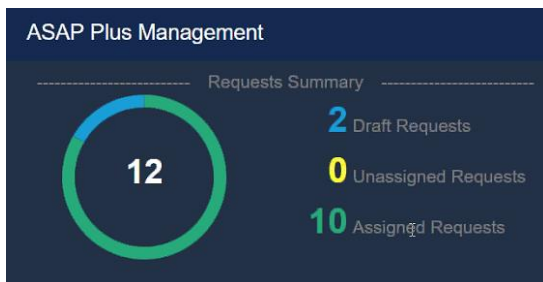 ASAP Plus Management
Requests Summary
12
2 Draft Requests
0 Unassigned Requests
10 Assigned Requests